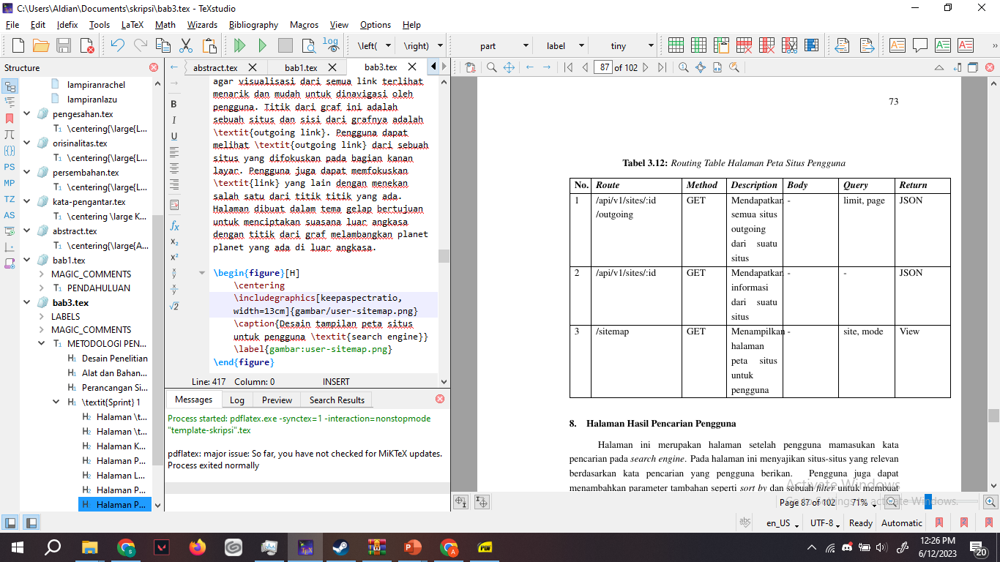 C:\Users\Aldian\Documents\skripsi\bab3.tex - TeXstudio
File Edit Idefix Tools LaTeX Math Wizards Bibliography Macros View Options Help
log \left( \right) part label tiny
Structure
abstract.tex bab1.tex bab3.tex
87 of 102
lampiranrachel
lampiranlazu
pengesahan.tex
\centering{\large{L...
orisinalitas.tex
\centering{\large{L...
persembahan.tex
\centering{\large{L...
kata-pengantar.tex
\centering \large K...
abstract.tex
\centering{\large{A...
bab1.tex
MAGIC_COMMENTS
PENDAHULUAN
bab3.tex
LABELS
MAGIC_COMMENTS
METODOLOGI PEN...
Desain Penelitian
Alat dan Bahan...
Perancangan Si...
\textit{Sprint} 1
Halaman \t...
Halaman \t...
Halaman K...
Halaman P...
Halaman L...
Halaman P...
Halaman P...
PS
MP
TZ
AS
B
I
U
agar visualisasi dari semua link terlihat
menarik dan mudah untuk dinavigasi oleh
pengguna. Titik dari graf ini adalah
sebuah situs dan sisi dari grafnya adalah
\textit{outgoing link}. Pengguna dapat
melihat \textit{outgoing link} dari sebuah
situs yang difokuskan pada bagian kanan
layar. Pengguna juga dapat memfokuskan
\textit{link} yang lain dengan menekan
salah satu dari titik titik yang ada.
Halaman dibuat dalam tema gelap bertujuan
untuk menciptakan suasana luar angkasa
dengan titik dari graf melambangkan planet
planet yang ada di luar angkasa.
\begin{figure}[H]
\centering
\includegraphics[keepaspectratio,
width=13cm]{gambar/user-sitemap.png}
\caption{Desain tampilan peta situs
untuk pengguna \textit{search engine}}
\label{gambar:user-sitemap.png}
\end{figure}
Line: 417 Column: 0 INSERT
Messages Log Preview Search Results
Process started: pdflatex.exe -synctex=1 -interaction=nonstopmode
"template-skripsi".tex
pdflatex: major issue: So far, you have not checked for MiKTeX updates.
Process exited normally
73
Tabel 3.12: Routing Table Halaman Peta Situs Pengguna
No. Route Method Description Body Query Return
1 /api/v1/sites/:id /outgoing GET Mendapatkan semua situs outgoing dari suatu situs - limit, page JSON
2 /api/v1/sites/:id GET Mendapatkan informasi dari suatu situs - - JSON
3 /sitemap GET Menampilkan halaman peta situs untuk pengguna - site, mode View
8. Halaman Hasil Pencarian Pengguna
Halaman ini merupakan halaman setelah pengguna mamasukan kata
pencarian pada search engine. Pada halaman ini menyajikan situs-situs yang relevan
berdasarkan kata pencarian yang pengguna berikan. Pengguna juga dapat
menambahkan parameter tambahan seperti sort by dan sebuah filter untuk membuat
Activate Windows
Go to Settings to activate Windows.
Page 87 of 102 71%
en_US UTF-8 Ready Automatic
12:26 PM
6/12/2023
20